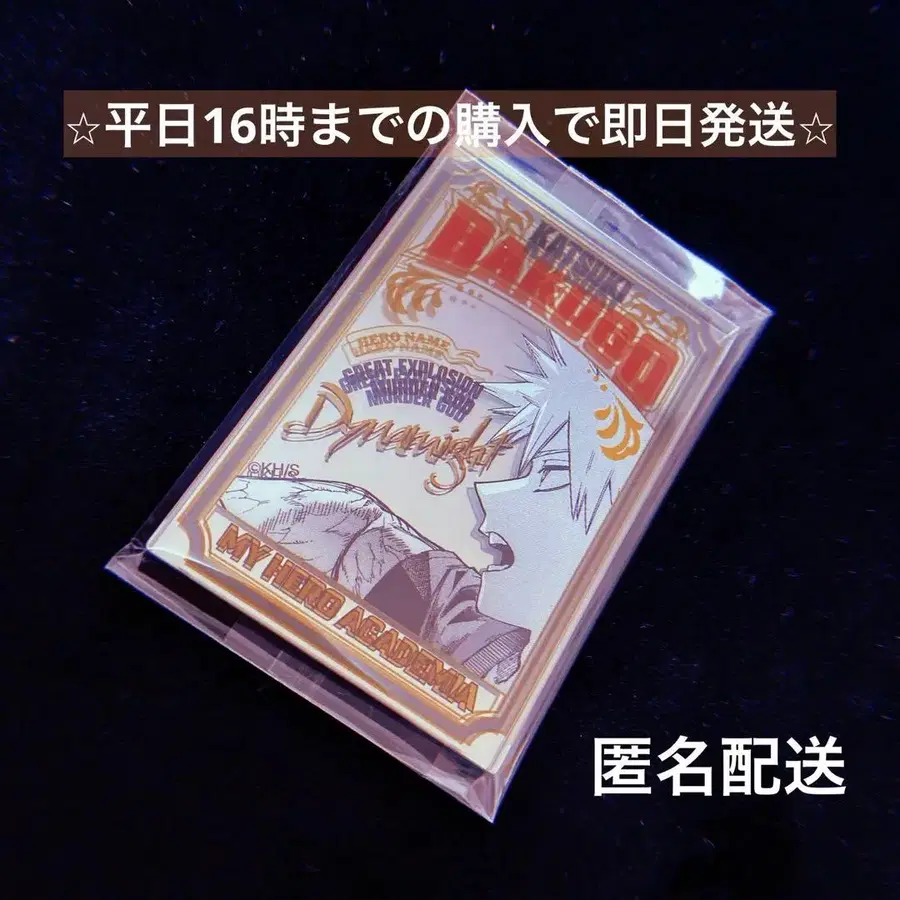 ☆平日16時までの購入で即日発送☆
KATSUKI
BAKUGO
HERO NAME
GREAT EXPLOSION
MURDER GOD
Dynamight
©KH/S
MY HERO ACADEMIA
匿名配送